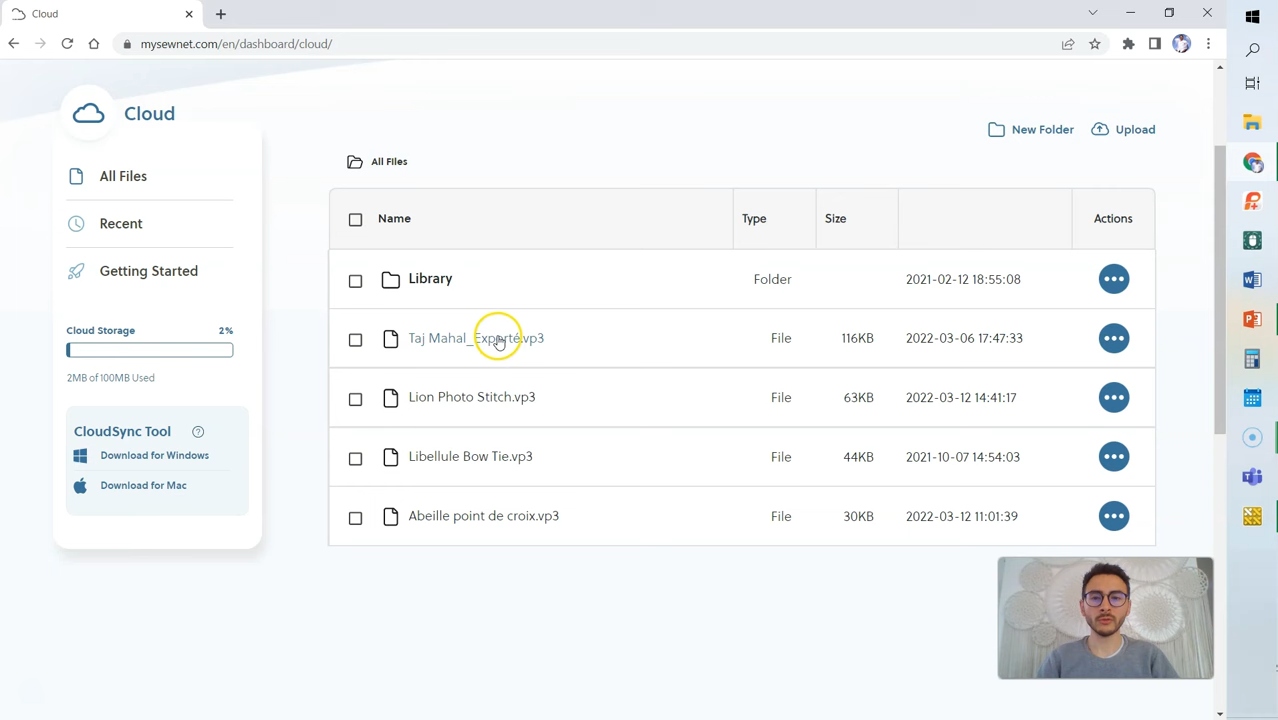 Cloud
mysewnet.com/en/dashboard/cloud/
Cloud
New Folder
Upload
All Files
All Files
Recent
Getting Started
Cloud Storage 2%
2MB of 100MB Used
CloudSync Tool
Download for Windows
Download for Mac
Name Type Size Actions
Library Folder 2021-02-12 18:55:08
Taj Mahal_Exporté.vp3 File 116KB 2022-03-06 17:47:33
Lion Photo Stitch.vp3 File 63KB 2022-03-12 14:41:17
Libellule Bow Tie.vp3 File 44KB 2021-10-07 14:54:03
Abeille point de croix.vp3 File 30KB 2022-03-12 11:01:39